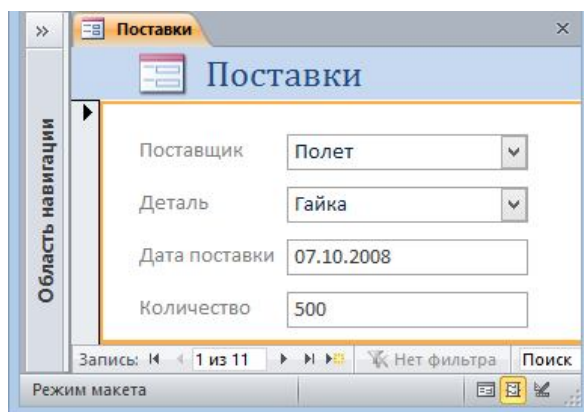 Поставки
Поставки
Область навигации
Поставщик Полет
Деталь Гайка
Дата поставки 07.10.2008
Количество 500
Запись: 1 из 11 Нет фильтра Поиск
Режим макета